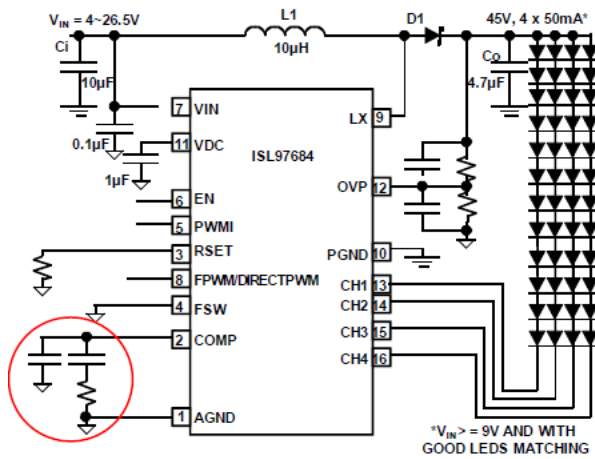 VIN = 4~26.5V
L1
10µH
D1
45V, 4 x 50mA*
Ci
10µF
Co
4.7µF
0.1µF
1µF
ISL97684
7 VIN
11 VDC
6 EN
5 PWMI
3 RSET
8 FPWM/DIRECTPWM
4 FSW
2 COMP
1 AGND
LX 9
OVP 12
PGND 10
CH1 13
CH2 14
CH3 15
CH4 16
*VIN > = 9V AND WITH
GOOD LEDS MATCHING